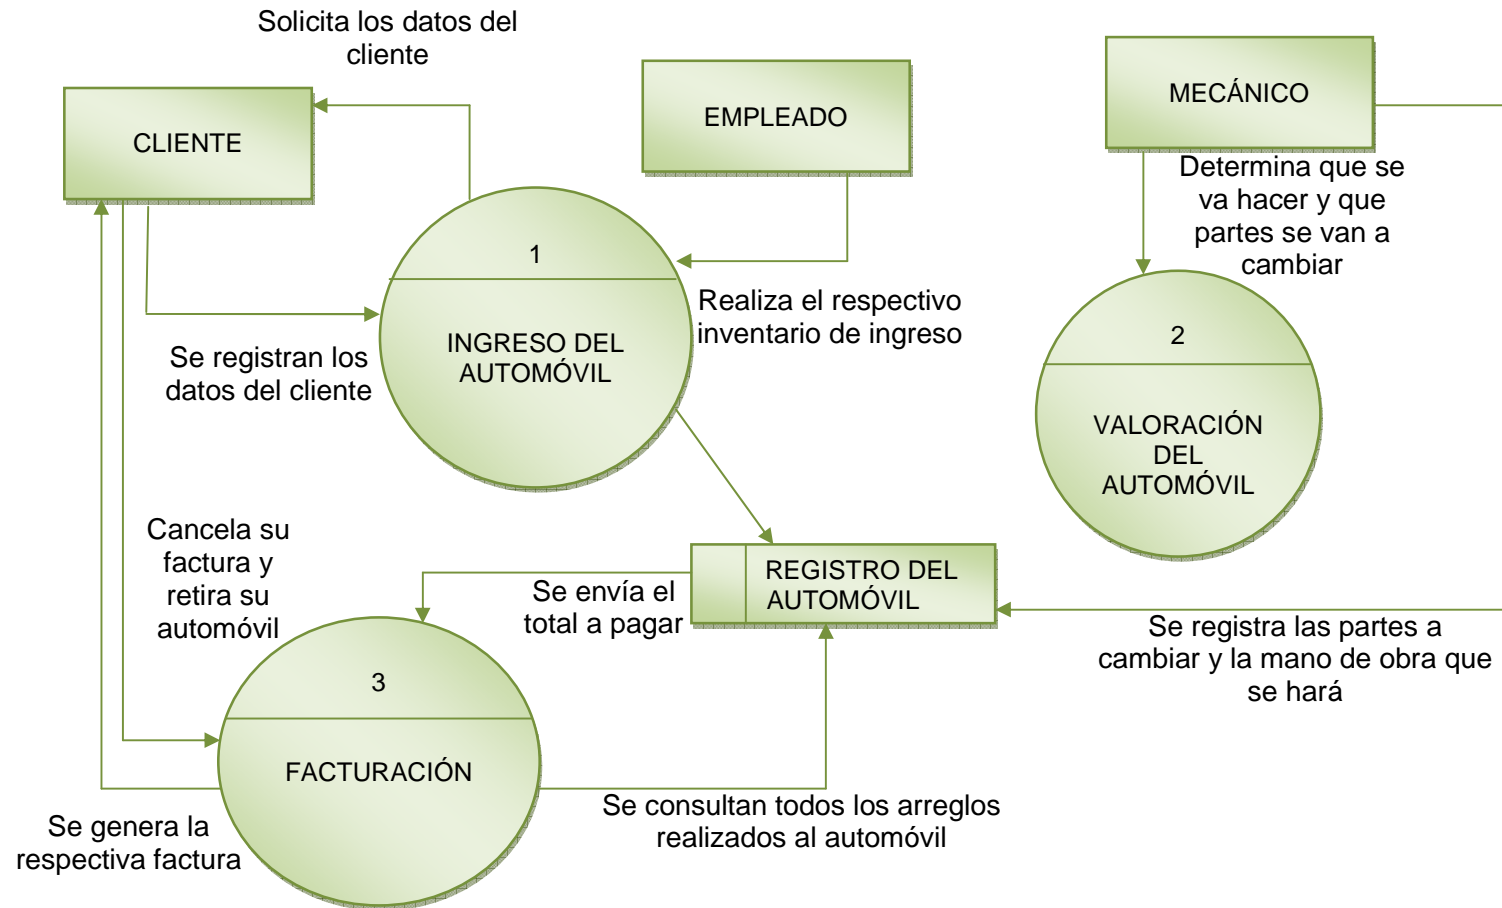 Solicita los datos del
cliente
CLIENTE
EMPLEADO
MECÁNICO
Determina que se
va hacer y que
partes se van a
cambiar
1
INGRESO DEL
AUTOMÓVIL
Realiza el respectivo
inventario de ingreso
Se registran los
datos del cliente
2
VALORACIÓN
DEL
AUTOMÓVIL
Cancela su
factura y
retira su
automóvil
Se envía el
total a pagar
REGISTRO DEL
AUTOMÓVIL
Se registra las partes a
cambiar y la mano de obra que
se hará
3
FACTURACIÓN
Se genera la
respectiva factura
Se consultan todos los arreglos
realizados al automóvil